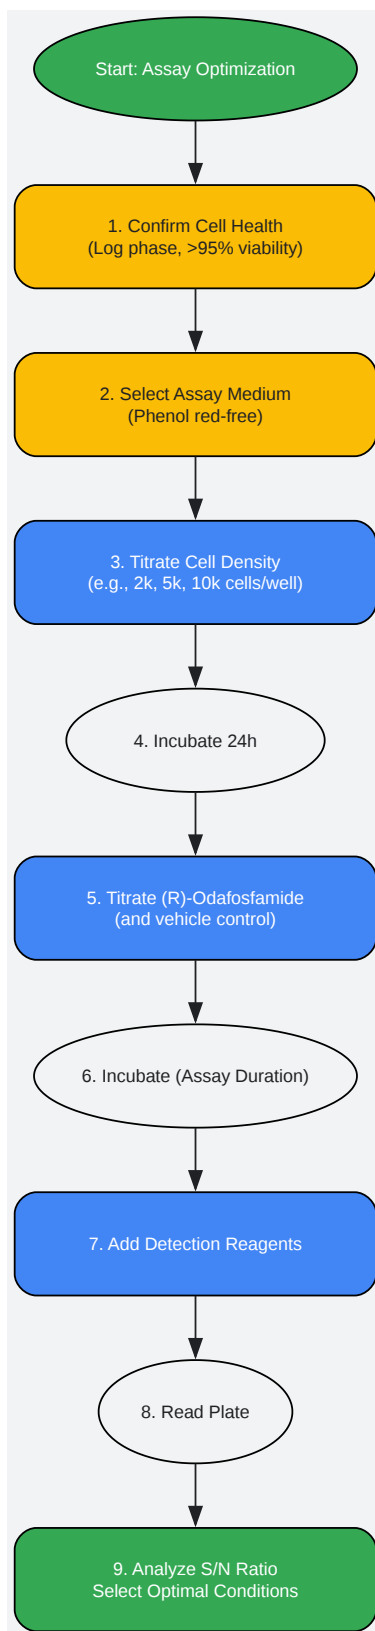 Start: Assay Optimization
1. Confirm Cell Health
(Log phase, >95% viability)
2. Select Assay Medium
(Phenol red-free)
3. Titrate Cell Density
(e.g., 2k, 5k, 10k cells/well)
4. Incubate 24h
5. Titrate (R)-Odafosfamide
(and vehicle control)
6. Incubate (Assay Duration)
7. Add Detection Reagents
8. Read Plate
9. Analyze S/N Ratio
Select Optimal Conditions